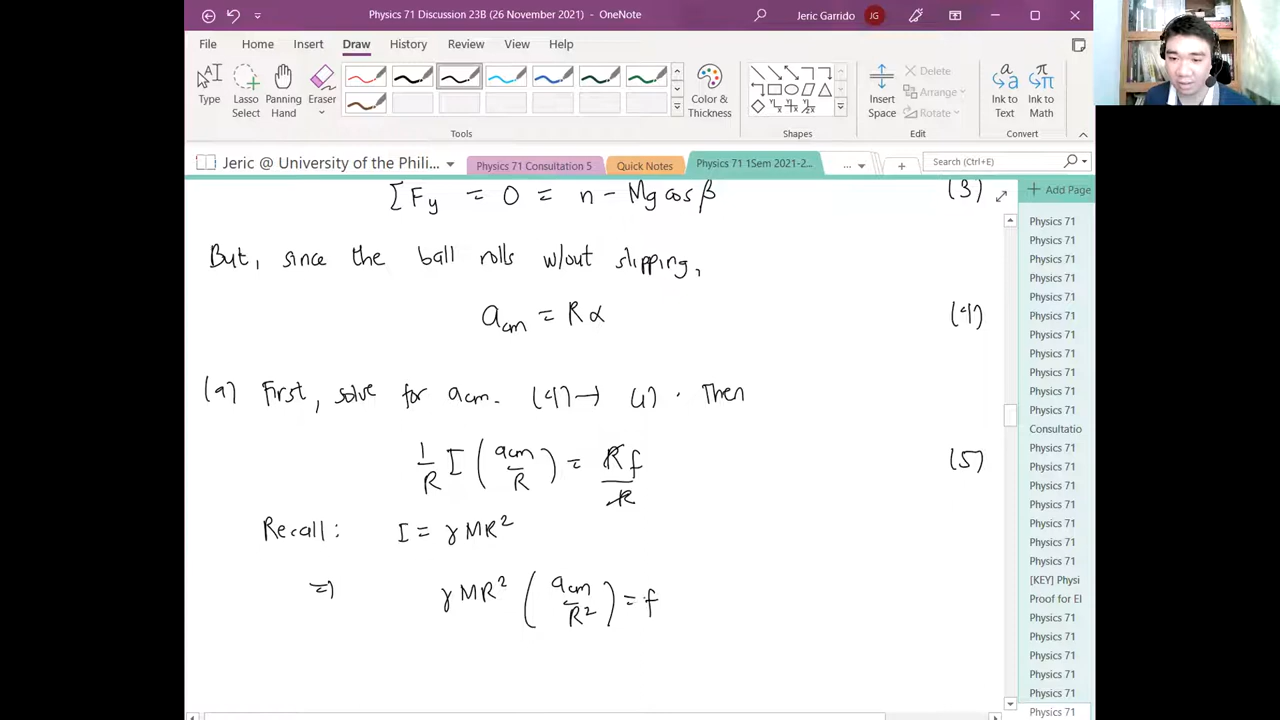 Physics 71 Discussion 23B (26 November 2021) - OneNote
Jeric Garrido
JG
File Home Insert Draw History Review View Help
Type
Lasso Select
Panning Hand
Eraser
Color & Thickness
Insert Space
Delete
Arrange
Rotate
Ink to Text
Ink to Math
Tools
Shapes
Edit
Convert
Jeric @ University of the Phili...
Physics 71 Consultation 5
Quick Notes
Physics 71 1Sem 2021-2...
...
Search (Ctrl+E)
Add Page
ΣFy = 0 = n - Mg cos β (3)
But, since the ball rolls w/out slipping,
acm = Rα (4)
(a) First, solve for acm. (4) → (1). Then
1/R I (acm/R) = Rf/R (5)
Recall: I = γMR²
⇒ γMR² (acm/R²) = f
Physics 71
Physics 71
Physics 71
Physics 71
Physics 71
Physics 71
Physics 71
Physics 71
Physics 71
Physics 71
Physics 71
Consultatio
Physics 71
Physics 71
Physics 71
Physics 71
Physics 71
Physics 71
Physics 71
[KEY] Physi
Proof for El
Physics 71
Physics 71
Physics 71
Physics 71
Physics 71
Physics 71